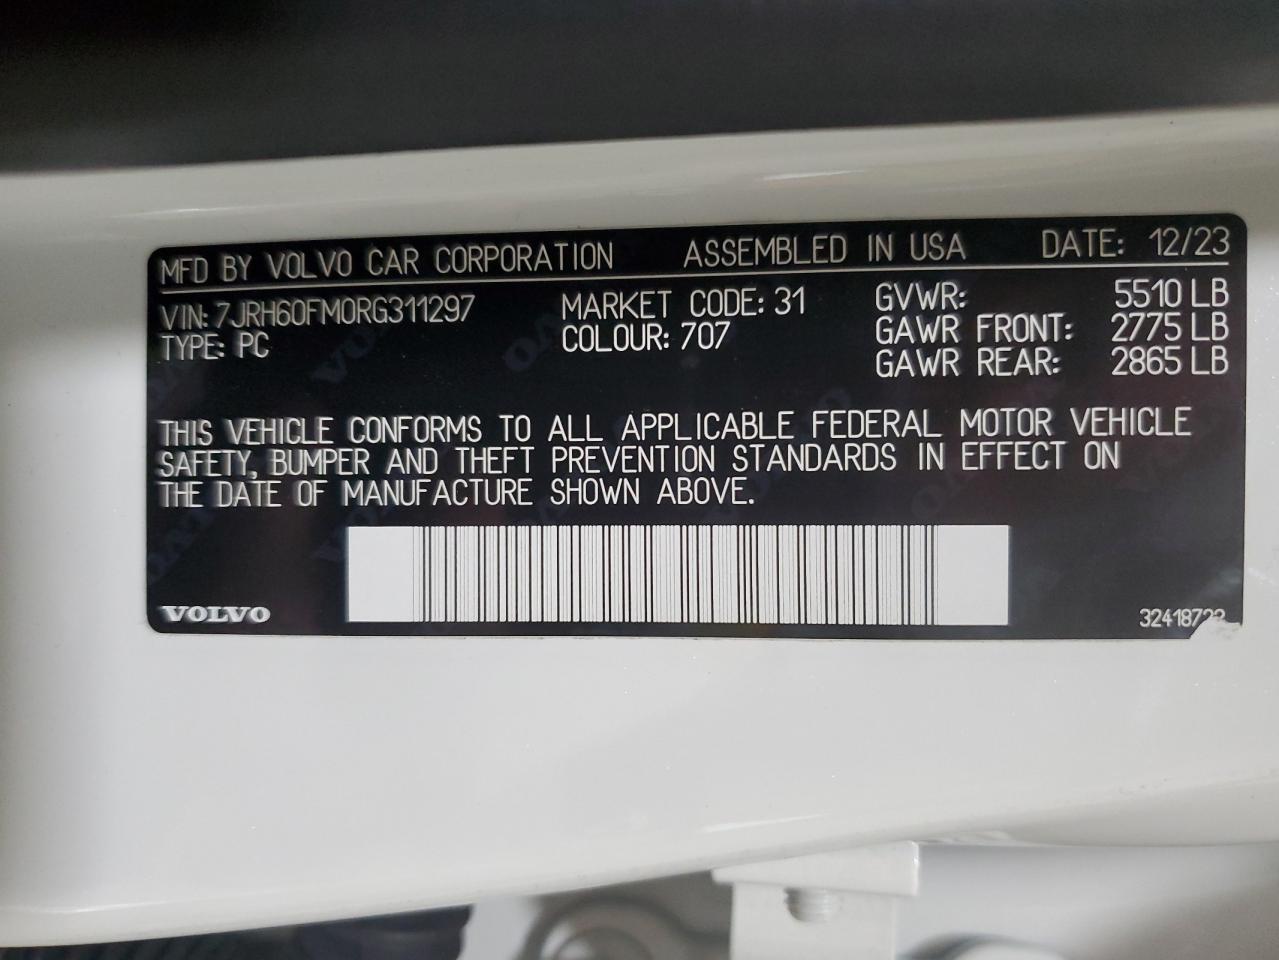 MFD BY VOLVO CAR CORPORATION ASSEMBLED IN USA DATE: 12/23
VIN: 7JRH60FM0RG311297 MARKET CODE: 31 GVWR: 5510 LB
TYPE: PC COLOUR: 707 GAWR FRONT: 2775 LB
GAWR REAR: 2865 LB
THIS VEHICLE CONFORMS TO ALL APPLICABLE FEDERAL MOTOR VEHICLE
SAFETY, BUMPER AND THEFT PREVENTION STANDARDS IN EFFECT ON
THE DATE OF MANUFACTURE SHOWN ABOVE.
VOLVO